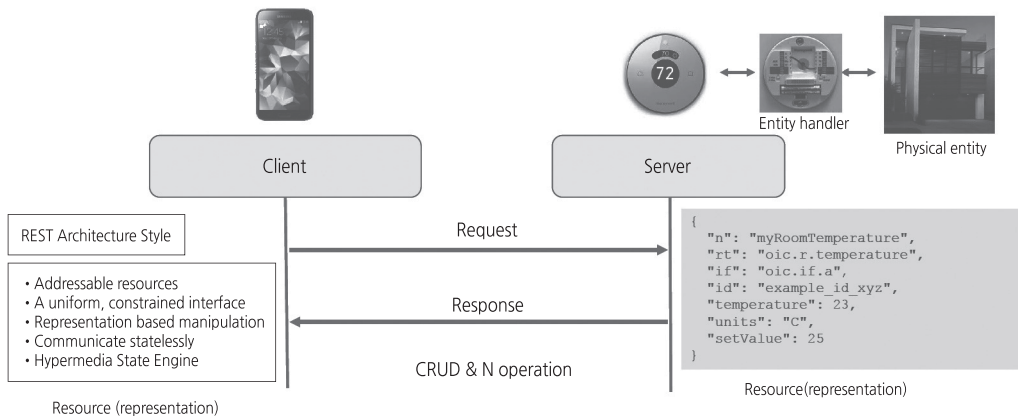 72
Entity handler
Physical entity
Client
Server
REST Architecture Style
Request
• Addressable resources
• A uniform, constrained interface
• Representation based manipulation
• Communicate statelessly
• Hypermedia State Engine
Response
CRUD & N operation
{
"n": "myRoomTemperature",
"rt": "oic.r.temperature",
"if": "oic.if.a",
"id": "example_id_xyz",
"temperature": 23,
"units": "C",
"setValue": 25
}
Resource (representation)
Resource(representation)